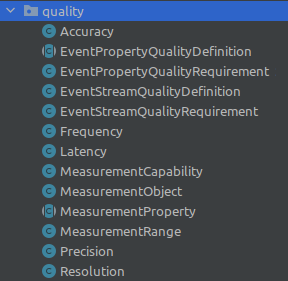 quality
C Accuracy
C EventPropertyQualityDefinition
C EventPropertyQualityRequirement
C EventStreamQualityDefinition
C EventStreamQualityRequirement
C Frequency
C Latency
C MeasurementCapability
C MeasurementObject
C MeasurementProperty
C MeasurementRange
C Precision
C Resolution